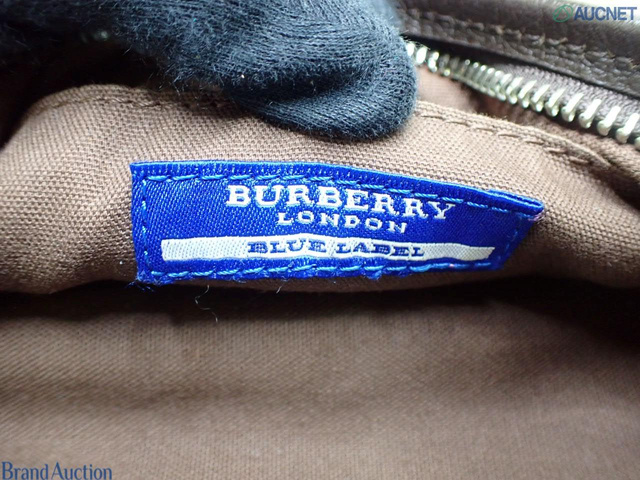 AUCNET
BURBERRY
LONDON
BLUE LABEL
Brand Auction